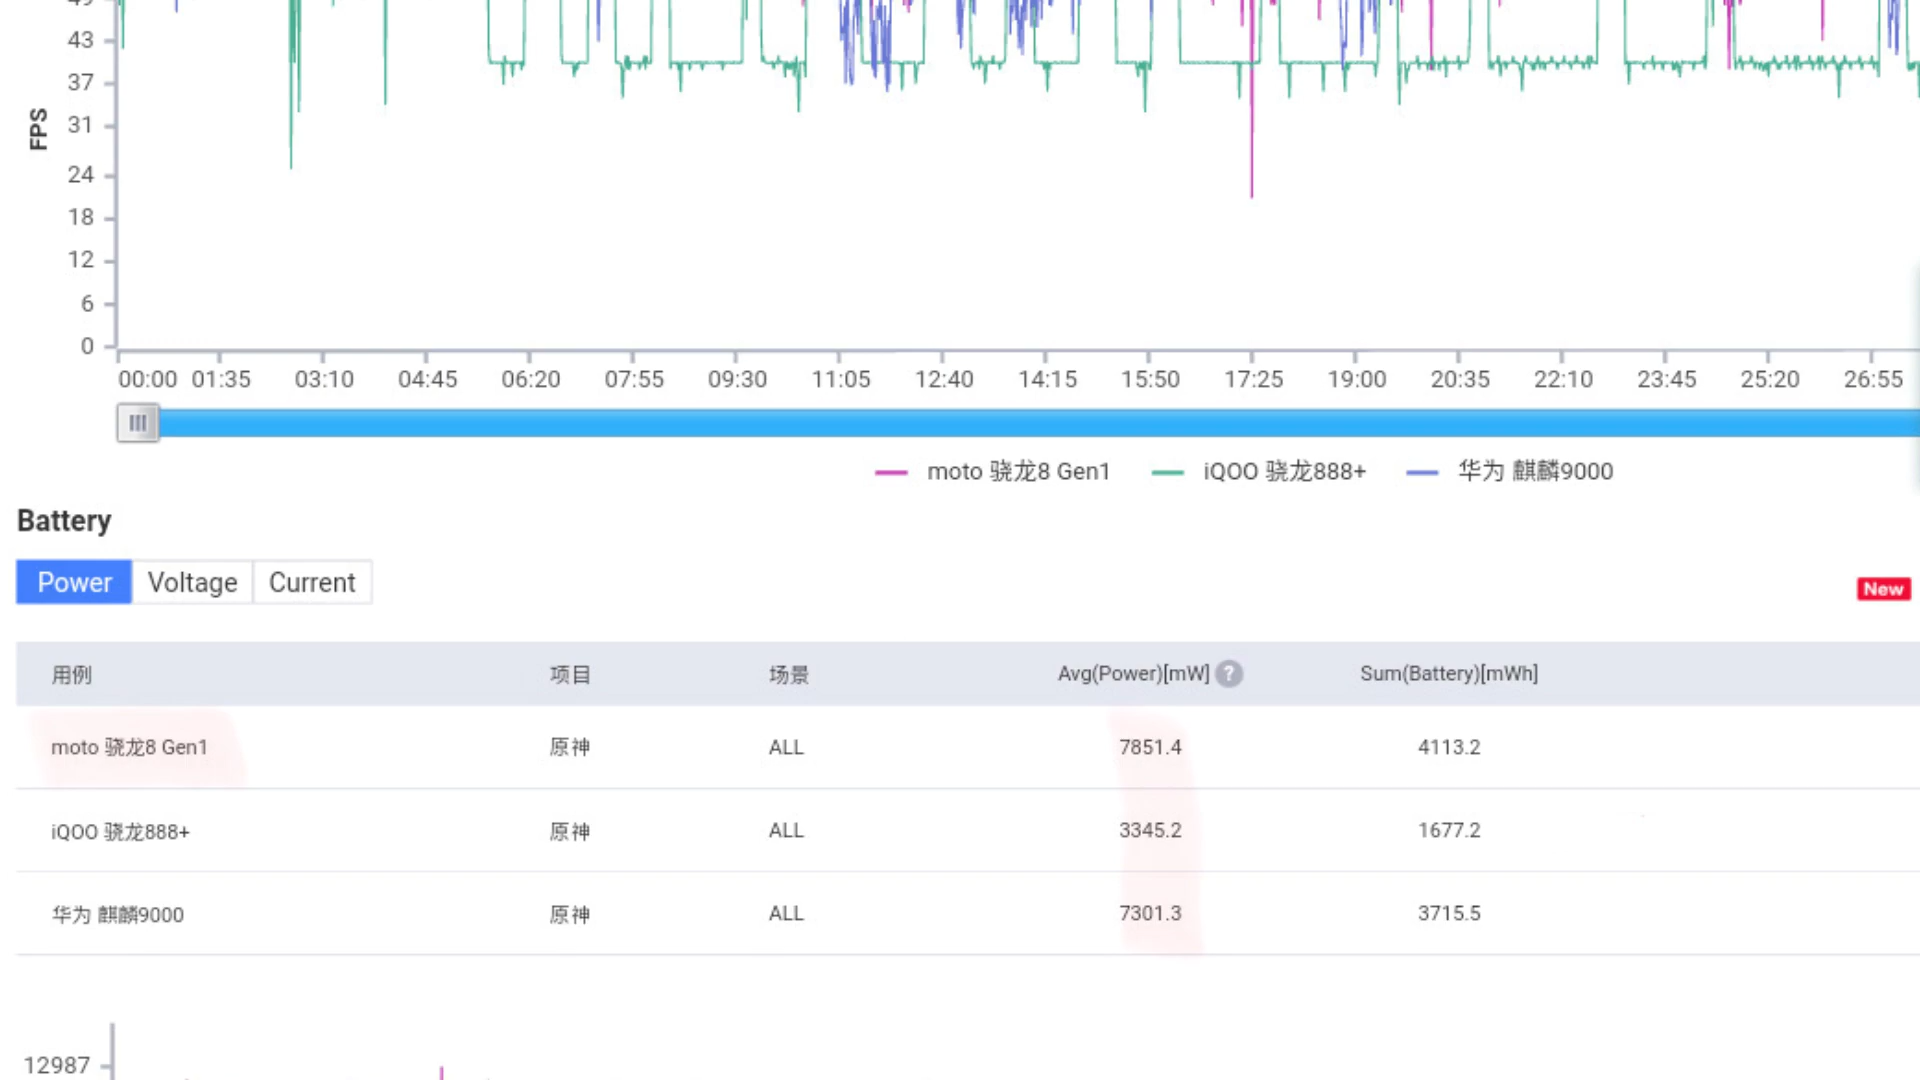 49
43
37
31
24
18
12
6
0
FPS
00:00 01:35 03:10 04:45 06:20 07:55 09:30 11:05 12:40 14:15 15:50 17:25 19:00 20:35 22:10 23:45 25:20 26:55
moto 骁龙8 Gen1 iQOO 骁龙888+ 华为 麒麟9000
Battery
Power Voltage Current
New
用例 项目 场景 Avg(Power)[mW] ? Sum(Battery)[mWh]
moto 骁龙8 Gen1 原神 ALL 7851.4 4113.2
iQOO 骁龙888+ 原神 ALL 3345.2 1677.2
华为 麒麟9000 原神 ALL 7301.3 3715.5
12987